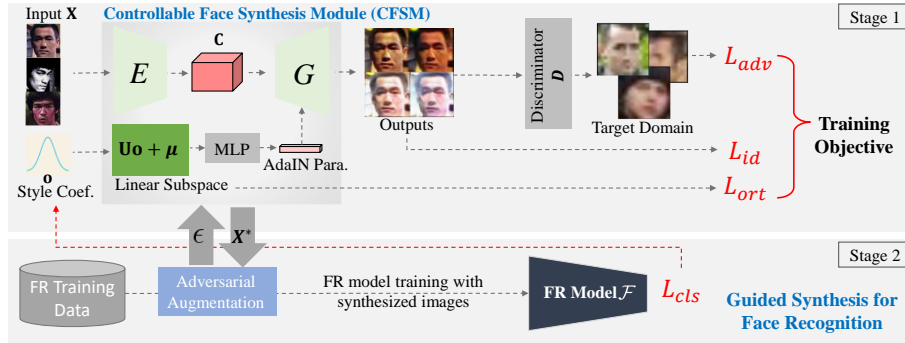 Input X
Controllable Face Synthesis Module (CFSM)
Stage 1
C
E
G
Discriminator
D
L_adv
Outputs
Target Domain
Training
Objective
Uo + μ
MLP
AdaIN Para.
L_id
o
Style Coef.
Linear Subspace
L_ort
ϵ
X*
Stage 2
FR Training
Data
Adversarial
Augmentation
FR model training with
synthesized images
FR Model ℱ
L_cls
Guided Synthesis for
Face Recognition